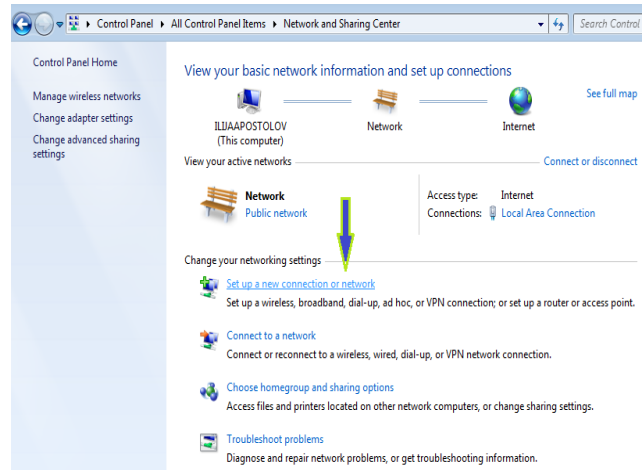 Control Panel ▸ All Control Panel Items ▸ Network and Sharing Center
Search Control
Control Panel Home
Manage wireless networks
Change adapter settings
Change advanced sharing
settings
View your basic network information and set up connections
See full map
ILIJAAPOSTOLOV
(This computer)
Network
Internet
View your active networks
Connect or disconnect
Network
Public network
Access type: Internet
Connections: Local Area Connection
Change your networking settings
Set up a new connection or network
Set up a wireless, broadband, dial-up, ad hoc, or VPN connection; or set up a router or access point.
Connect to a network
Connect or reconnect to a wireless, wired, dial-up, or VPN network connection.
Choose homegroup and sharing options
Access files and printers located on other network computers, or change sharing settings.
Troubleshoot problems
Diagnose and repair network problems, or get troubleshooting information.